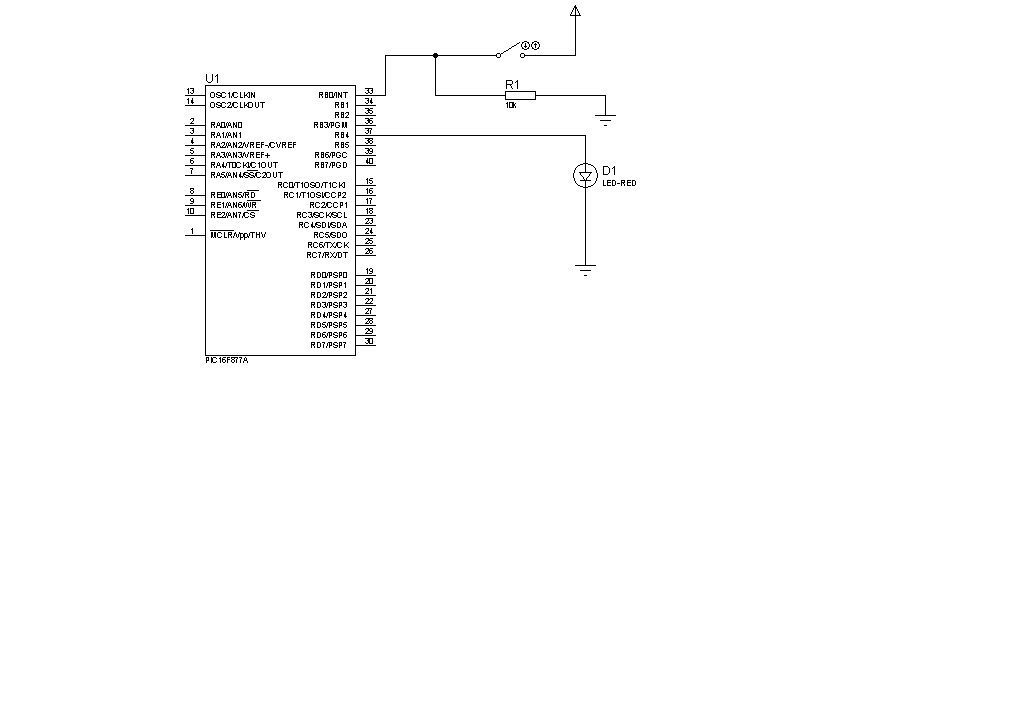 U1
13 OSC1/CLKIN RB0/INT 33
14 OSC2/CLKOUT RB1 34
RB2 35
2 RA0/AN0 RB3/PGM 36
3 RA1/AN1 RB4 37
4 RA2/AN2/VREF-/CVREF RB5 38
5 RA3/AN3/VREF+ RB6/PGC 39
6 RA4/T0CKI/C1OUT RB7/PGD 40
7 RA5/AN4/SS/C2OUT
RC0/T1OSO/T1CKI 15
8 RE0/AN5/RD RC1/T1OSI/CCP2 16
9 RE1/AN6/WR RC2/CCP1 17
10 RE2/AN7/CS RC3/SCK/SCL 18
RC4/SDI/SDA 23
1 MCLR/Vpp/THV RC5/SDO 24
RC6/TX/CK 25
RC7/RX/DT 26
RD0/PSP0 19
RD1/PSP1 20
RD2/PSP2 21
RD3/PSP3 22
RD4/PSP4 27
RD5/PSP5 28
RD6/PSP6 29
RD7/PSP7 30
PIC16F877A
R1
10k
D1
LED-RED